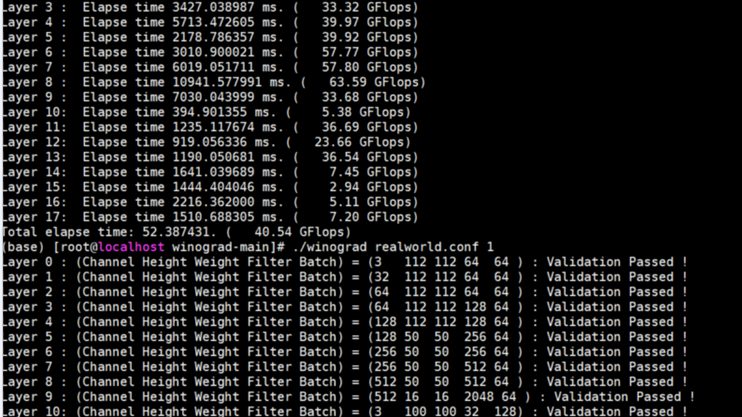 Layer 3 :  Elapse time 3427.038987 ms. (   33.32 GFlops)
Layer 4 :  Elapse time 5713.472605 ms. (   39.97 GFlops)
Layer 5 :  Elapse time 2178.786357 ms. (   39.92 GFlops)
Layer 6 :  Elapse time 3010.900021 ms. (   57.77 GFlops)
Layer 7 :  Elapse time 6019.051711 ms. (   57.80 GFlops)
Layer 8 :  Elapse time 10941.577991 ms. (   63.59 GFlops)
Layer 9 :  Elapse time 7030.043999 ms. (   33.68 GFlops)
Layer 10:  Elapse time 394.901355 ms. (    5.38 GFlops)
Layer 11:  Elapse time 1235.117674 ms. (   36.69 GFlops)
Layer 12:  Elapse time 919.056336 ms. (   23.66 GFlops)
Layer 13:  Elapse time 1190.050681 ms. (   36.54 GFlops)
Layer 14:  Elapse time 1641.039689 ms. (    7.45 GFlops)
Layer 15:  Elapse time 1444.404046 ms. (    2.94 GFlops)
Layer 16:  Elapse time 2216.362000 ms. (    5.11 GFlops)
Layer 17:  Elapse time 1510.688305 ms. (    7.20 GFlops)
Total elapse time: 52.387431. (   40.54 GFlops)
(base) [root@localhost winograd-main]# ./winograd realworld.conf 1
Layer 0 : (Channel Height Weight Filter Batch) = (3   112 112 64  64 ) : Validation Passed !
Layer 1 : (Channel Height Weight Filter Batch) = (32  112 112 64  64 ) : Validation Passed !
Layer 2 : (Channel Height Weight Filter Batch) = (64  112 112 64  64 ) : Validation Passed !
Layer 3 : (Channel Height Weight Filter Batch) = (64  112 112 128 64 ) : Validation Passed !
Layer 4 : (Channel Height Weight Filter Batch) = (128 112 112 128 64 ) : Validation Passed !
Layer 5 : (Channel Height Weight Filter Batch) = (128 50  50  256 64 ) : Validation Passed !
Layer 6 : (Channel Height Weight Filter Batch) = (256 50  50  256 64 ) : Validation Passed !
Layer 7 : (Channel Height Weight Filter Batch) = (256 50  50  512 64 ) : Validation Passed !
Layer 8 : (Channel Height Weight Filter Batch) = (512 50  50  512 64 ) : Validation Passed !
Layer 9 : (Channel Height Weight Filter Batch) = (512 16  16  2048 64 ) : Validation Passed !
Layer 10: (Channel Height Weight Filter Batch) = (3   100 100 32  128) : Validation Passed !